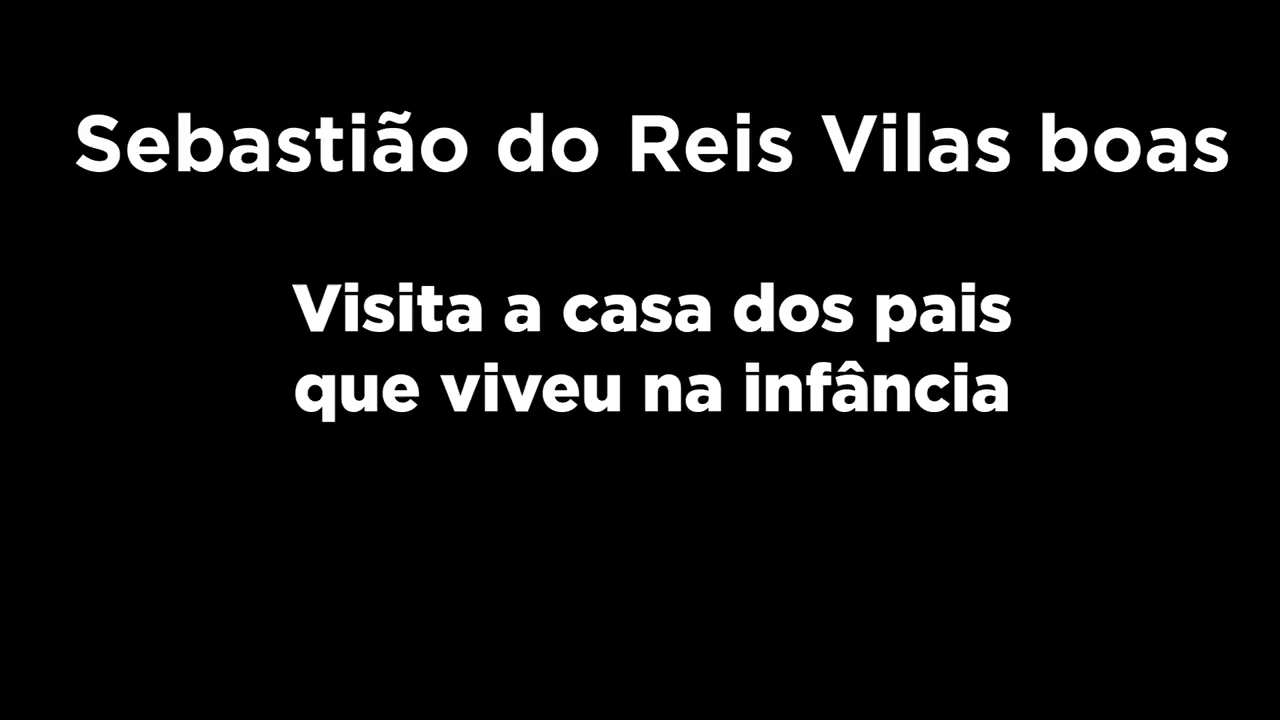 Sebastião do Reis Vilas boas
Visita a casa dos pais
que viveu na infância